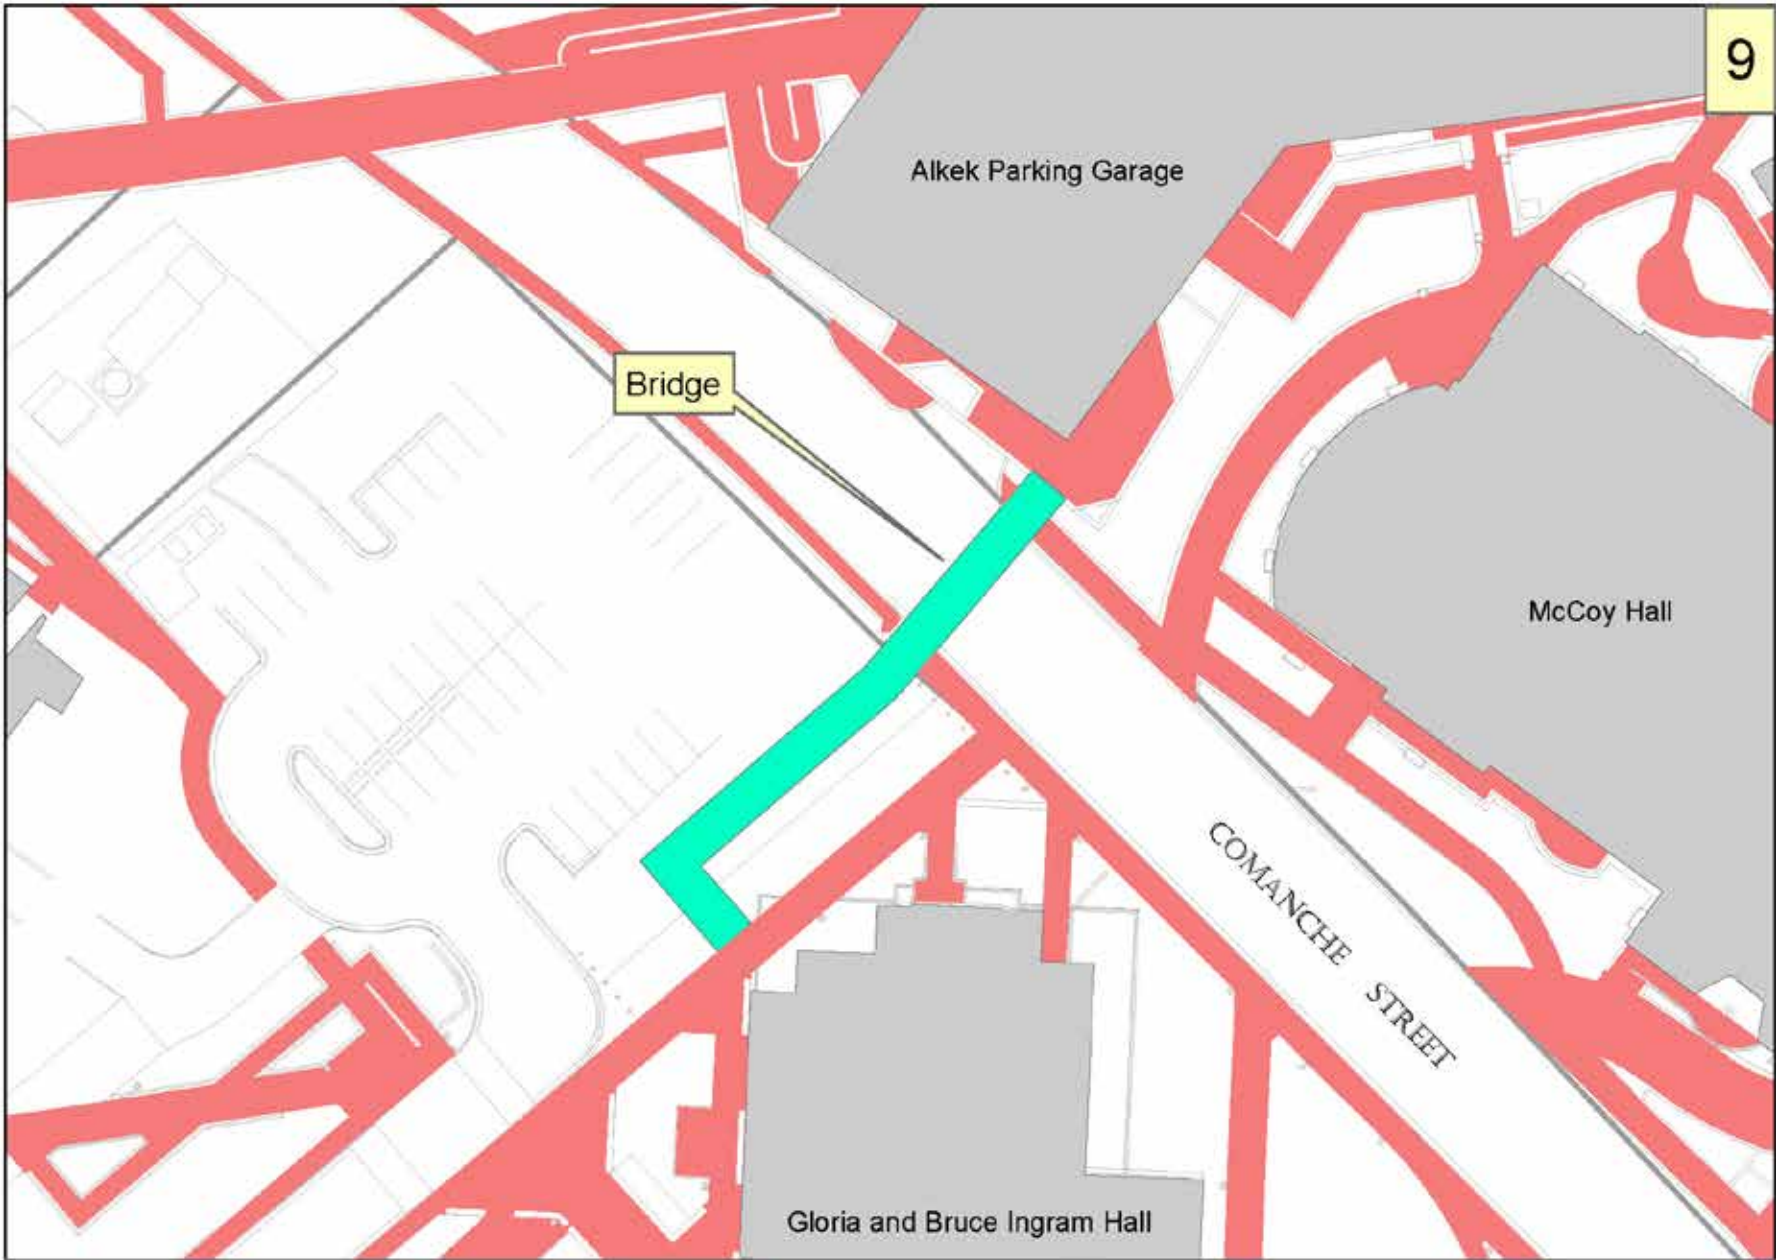 9
Alkek Parking Garage
Bridge
McCoy Hall
COMANCHE STREET
Gloria and Bruce Ingram Hall